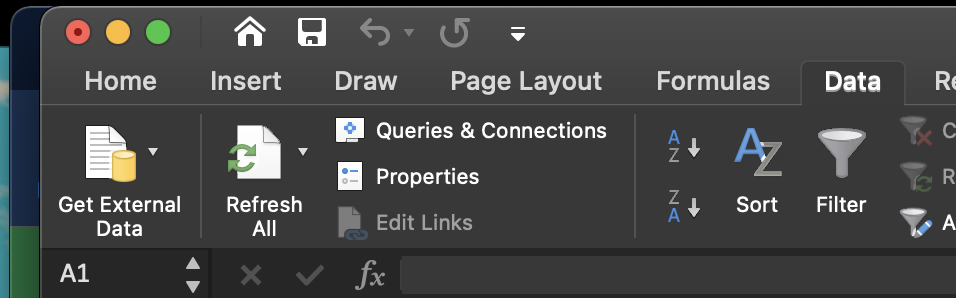 Home Insert Draw Page Layout Formulas Data
Queries & Connections
Properties
Edit Links
Get External
Data
Refresh
All
A
Z
Z
A
Sort
Filter
A1
fx